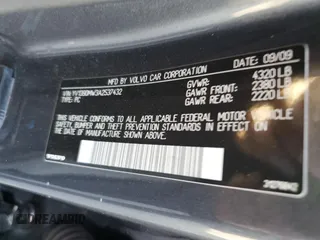 MFD BY VOLVO CAR CORPORATION
DATE: 09/09
GVWR: 4320 LB
GAWR FRONT: 2380 LB
GAWR REAR: 2220 LB
TYPE: PC
THIS VEHICLE CONFORMS TO ALL APPLICABLE FEDERAL MOTOR VEHICLE
SAFETY, BUMPER AND THEFT PREVENTION STANDARDS IN EFFECT
ON THE DATE OF MANUFACTURE SHOWN ABOVE.
VOLVO
DREAMBID